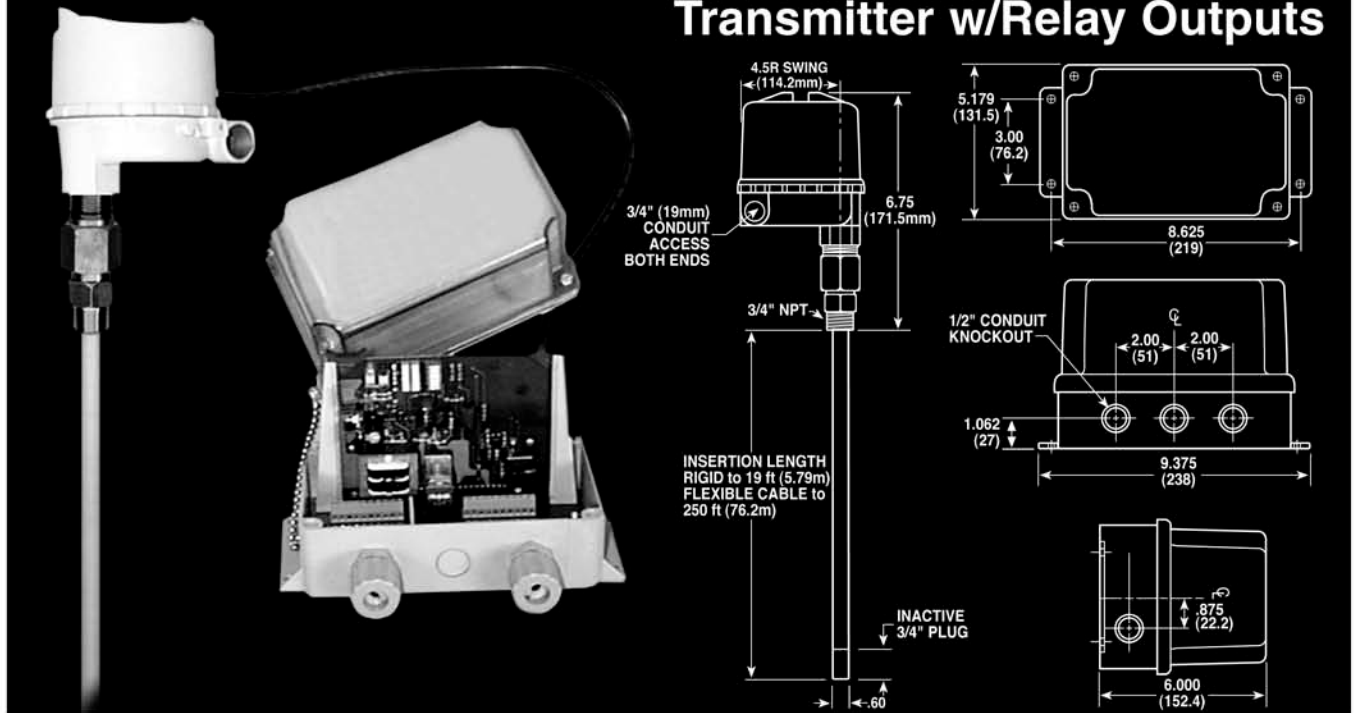 Transmitter w/Relay Outputs
4.5R SWING
(114.2mm)
6.75
(171.5mm)
3/4" (19mm)
CONDUIT
ACCESS
BOTH ENDS
3/4" NPT
INSERTION LENGTH
RIGID to 19 ft (5.79m)
FLEXIBLE CABLE to
250 ft (76.2m)
INACTIVE
3/4" PLUG
.60
5.179
(131.5)
3.00
(76.2)
8.625
(219)
1/2" CONDUIT
KNOCKOUT
℄
2.00
(51)
2.00
(51)
1.062
(27)
9.375
(238)
℄
.875
(22.2)
6.000
(152.4)